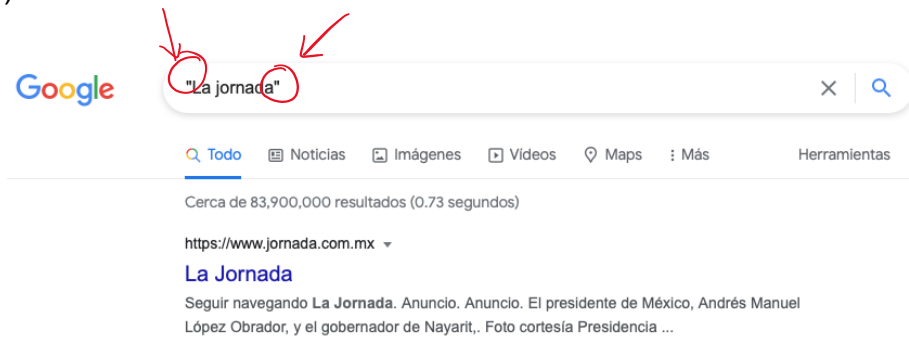 )
Google
"La jornada"
Todo Noticias Imágenes Vídeos Maps Más Herramientas
Cerca de 83,900,000 resultados (0.73 segundos)
https://www.jornada.com.mx
La Jornada
Seguir navegando La Jornada. Anuncio. Anuncio. El presidente de México, Andrés Manuel
López Obrador, y el gobernador de Nayarit,. Foto cortesía Presidencia ...